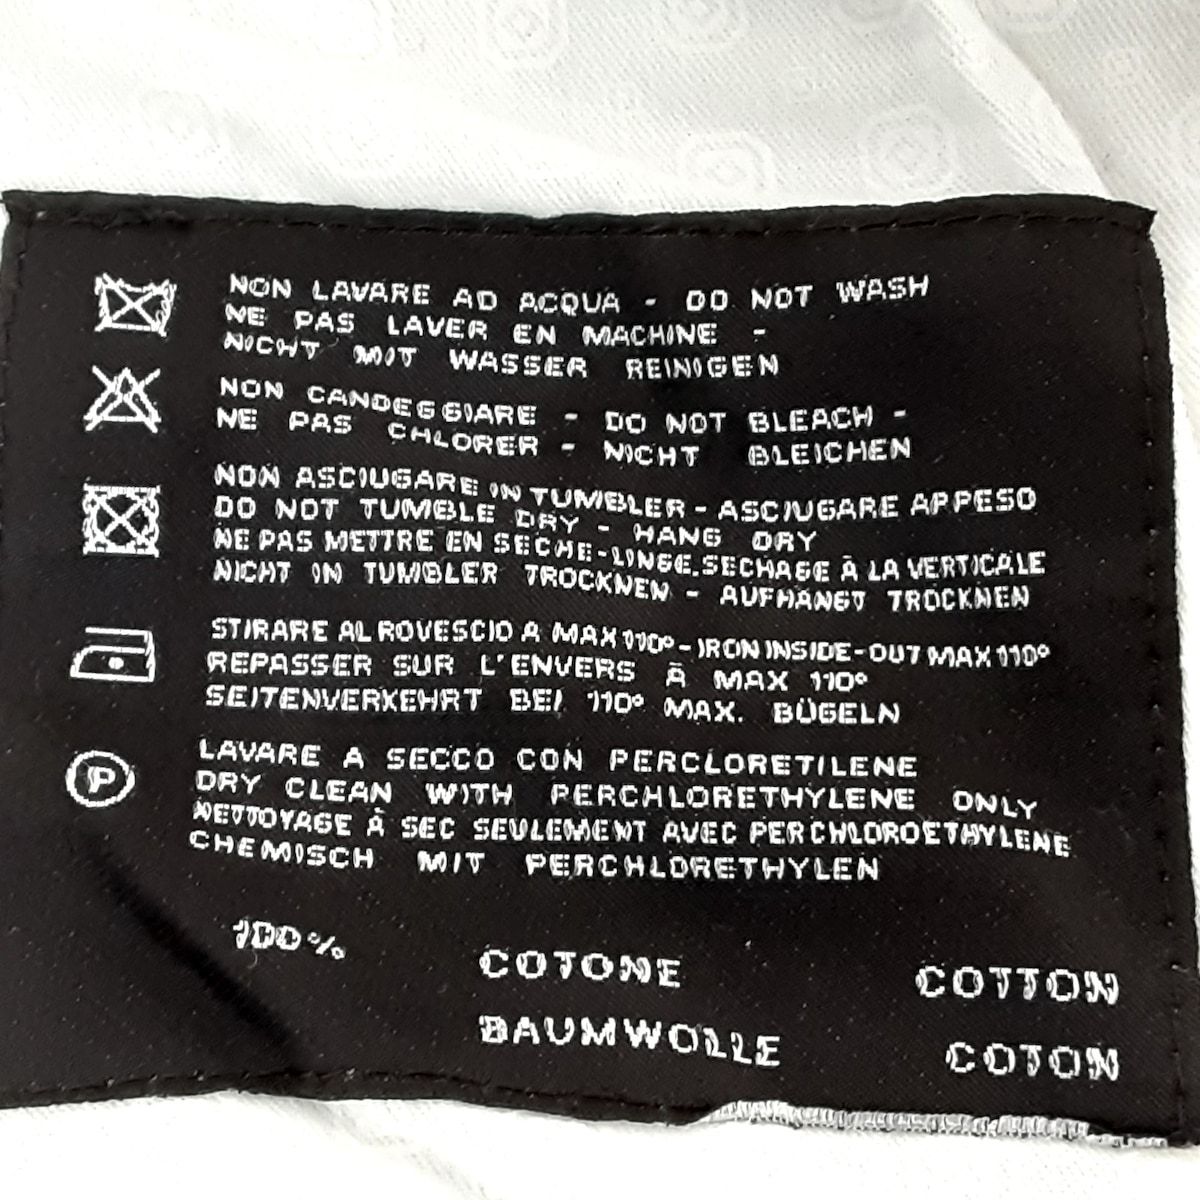 NON LAVARE AD ACQUA - DO NOT WASH
NE PAS LAVER EN MACHINE -
NICHT MIT WASSER REINIGEN
NON CANDEGGIARE - DO NOT BLEACH -
NE PAS CHLORER - NICHT BLEICHEN
NON ASCIUGARE IN TUMBLER - ASCIUGARE APPESO
DO NOT TUMBLE DRY - HANG DRY
NE PAS METTRE EN SECHE-LINGE.SECHAGE À LA VERTICALE
NICHT IN TUMBLER TROCKNEN - AUFHÄNGT TROCKNEN
STIRARE AL ROVESCIO A MAX 110° - IRON INSIDE-OUT MAX 110°
REPASSER SUR L'ENVERS À MAX 110°
SEITENVERKEHRT BEI 110° MAX. BÜGELN
P
LAVARE A SECCO CON PERCLORETILENE
DRY CLEAN WITH PERCHLORETHYLENE ONLY
NETTOYAGE À SEC SEULEMENT AVEC PERCHLOROETHYLENE
CHEMISCH MIT PERCHLORETHYLEN
100% COTONE COTTON
BAUMWOLLE COTON